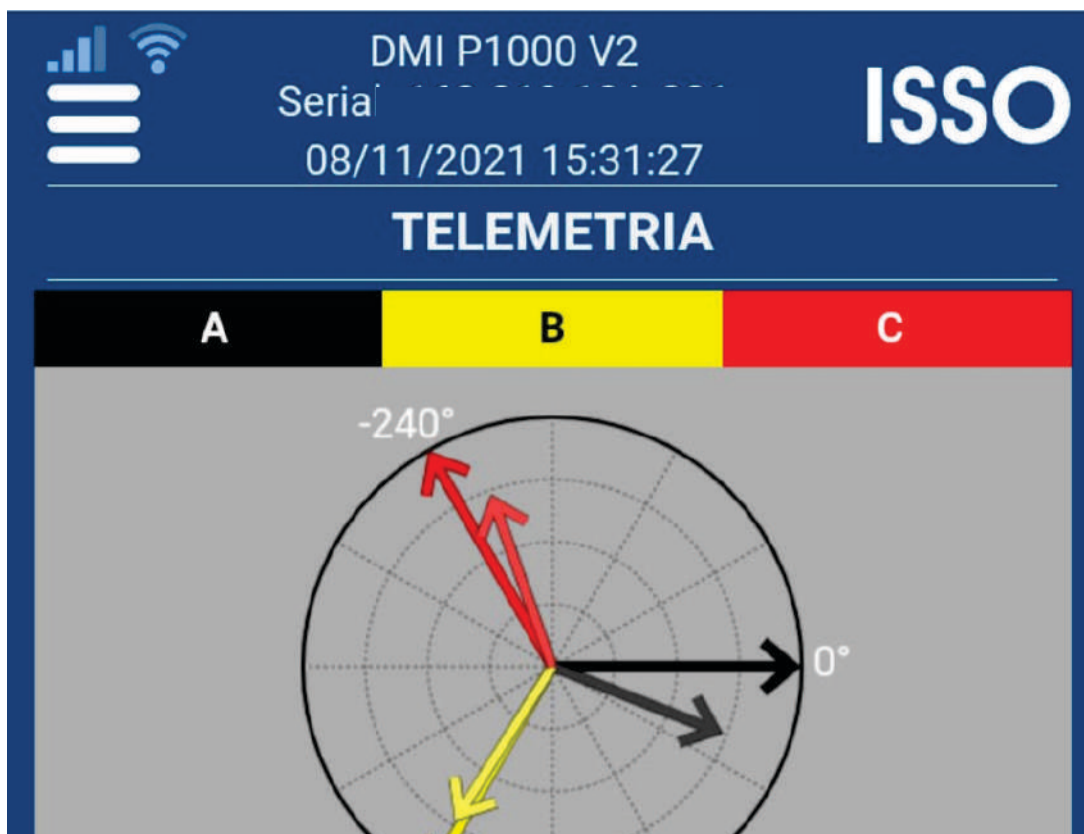 DMI P1000 V2
ISSO
Serial
08/11/2021 15:31:27
TELEMETRIA
A B C
-240°
0°